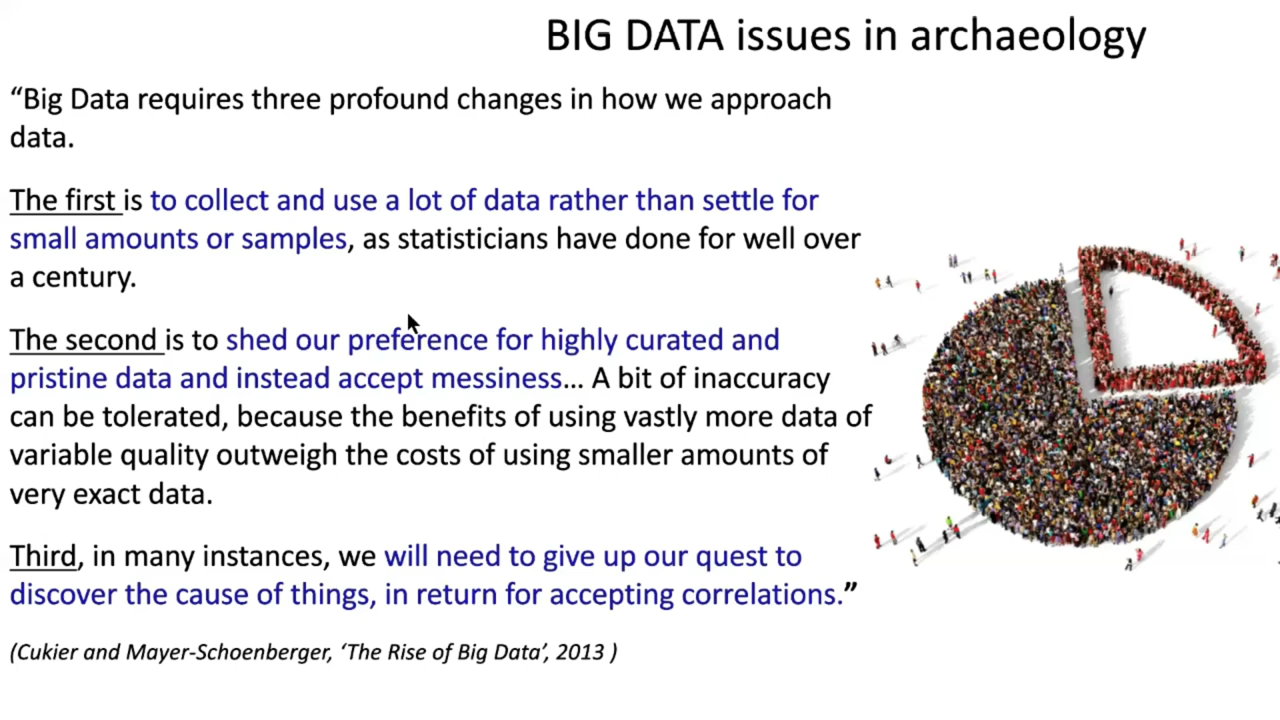 BIG DATA issues in archaeology
“Big Data requires three profound changes in how we approach
data.
The first is to collect and use a lot of data rather than settle for
small amounts or samples, as statisticians have done for well over
a century.
The second is to shed our preference for highly curated and
pristine data and instead accept messiness... A bit of inaccuracy
can be tolerated, because the benefits of using vastly more data of
variable quality outweigh the costs of using smaller amounts of
very exact data.
Third, in many instances, we will need to give up our quest to
discover the cause of things, in return for accepting correlations.”
(Cukier and Mayer-Schoenberger, ‘The Rise of Big Data’, 2013 )